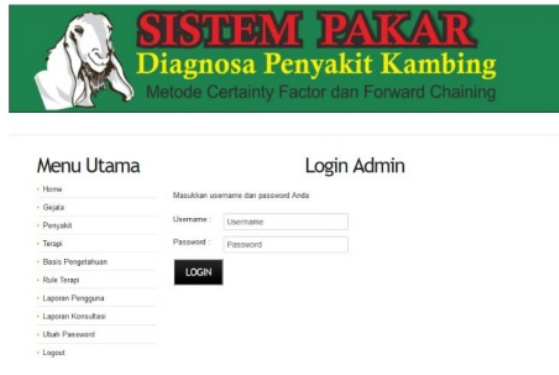 SISTEM PAKAR
Diagnosa Penyakit Kambing
Metode Certainty Factor dan Forward Chaining
Menu Utama
Home
Gejala
Penyakit
Terapi
Basis Pengetahuan
Rule Terapi
Laporan Pengguna
Laporan Konsultasi
Ubah Password
Logout
Login Admin
Masukkan username dan password Anda
Username : Username
Password : Password
LOGIN